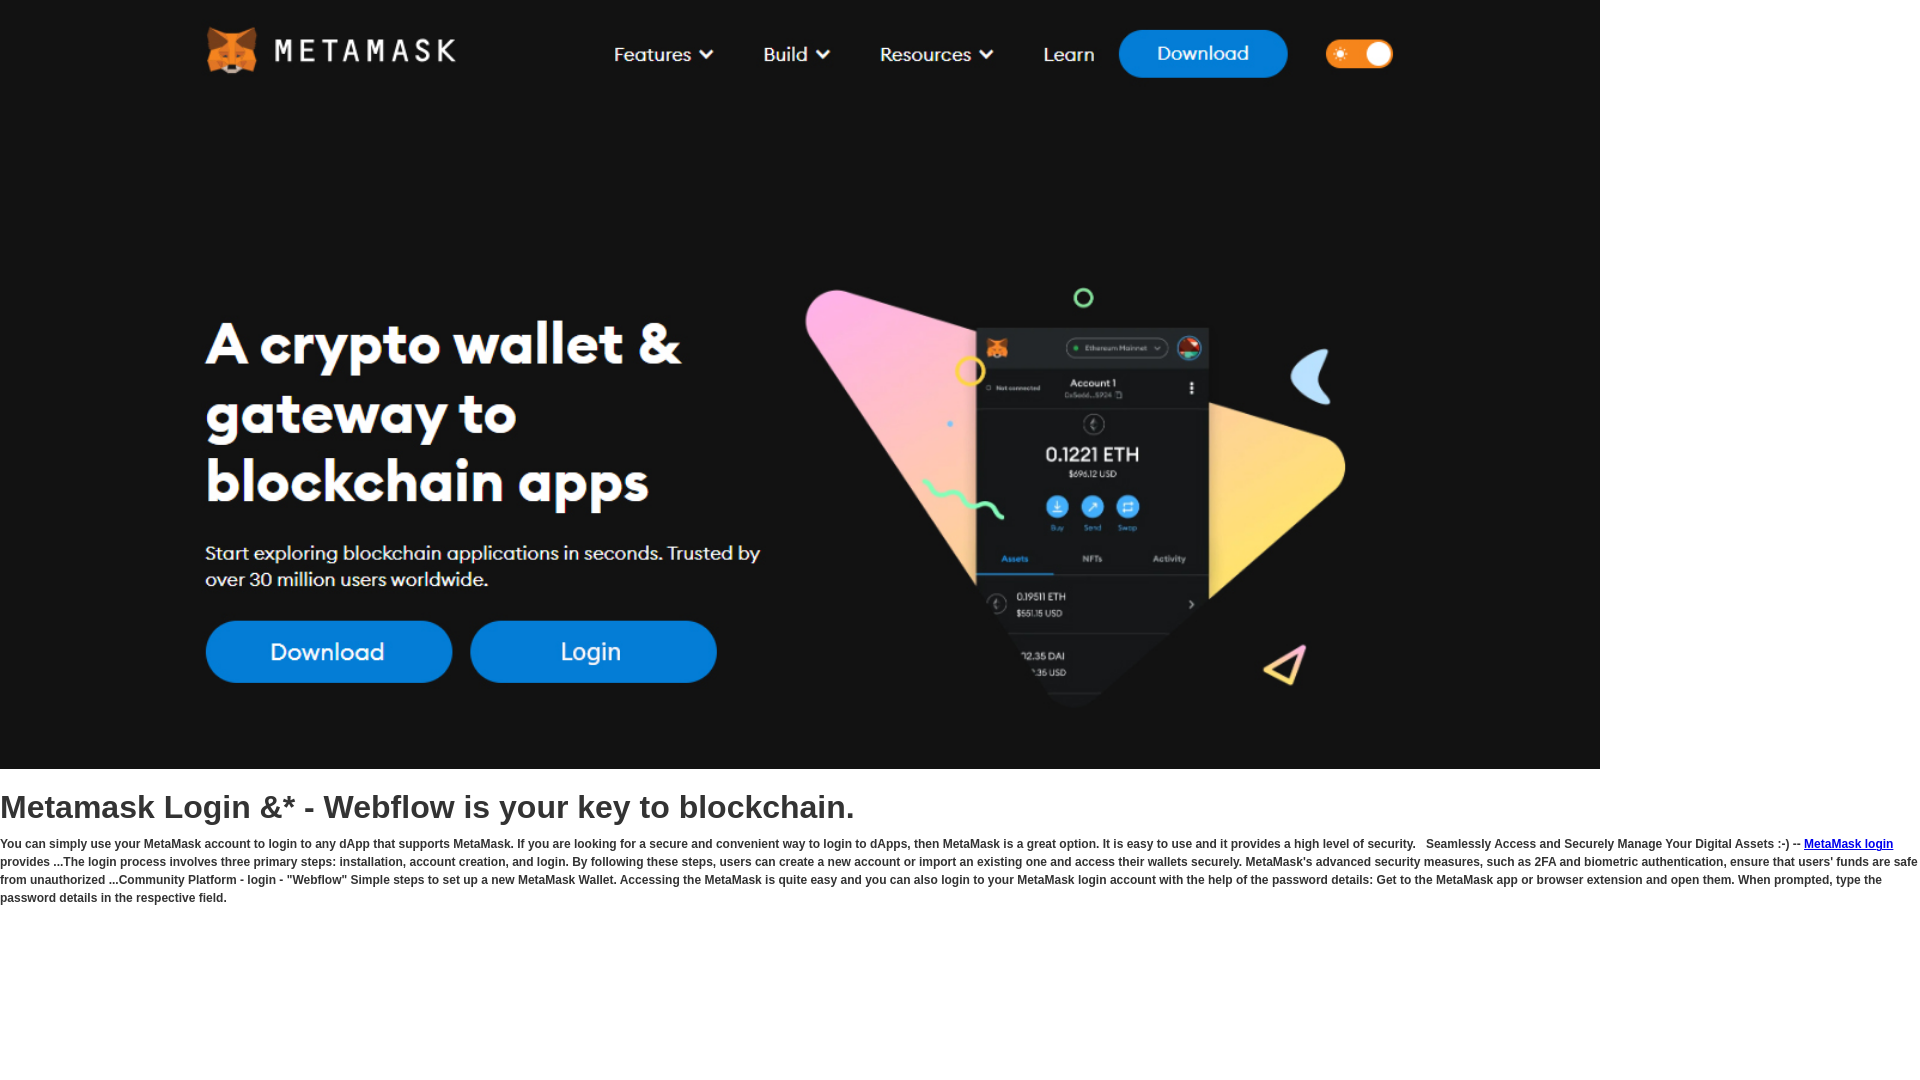 METAMASK
Features Build Resources Learn Download
A crypto wallet &
gateway to
blockchain apps
Start exploring blockchain applications in seconds. Trusted by
over 30 million users worldwide.
Download Login
Ethereum Mainnet
Not connected
Account 1
0.1221 ETH
$696.12 USD
Buy Send Swap
Assets NFTs Activity
0.19511 ETH
$551.15 USD
02.35 DAI
.36 USD
Metamask Login &* - Webflow is your key to blockchain.
You can simply use your MetaMask account to login to any dApp that supports MetaMask. If you are looking for a secure and convenient way to login to dApps, then MetaMask is a great option. It is easy to use and it provides a high level of security.   Seamlessly Access and Securely Manage Your Digital Assets :-) -- MetaMask login
provides ...The login process involves three primary steps: installation, account creation, and login. By following these steps, users can create a new account or import an existing one and access their wallets securely. MetaMask's advanced security measures, such as 2FA and biometric authentication, ensure that users' funds are safe
from unauthorized ...Community Platform - login - "Webflow" Simple steps to set up a new MetaMask Wallet. Accessing the MetaMask is quite easy and you can also login to your MetaMask login account with the help of the password details: Get to the MetaMask app or browser extension and open them. When prompted, type the
password details in the respective field.